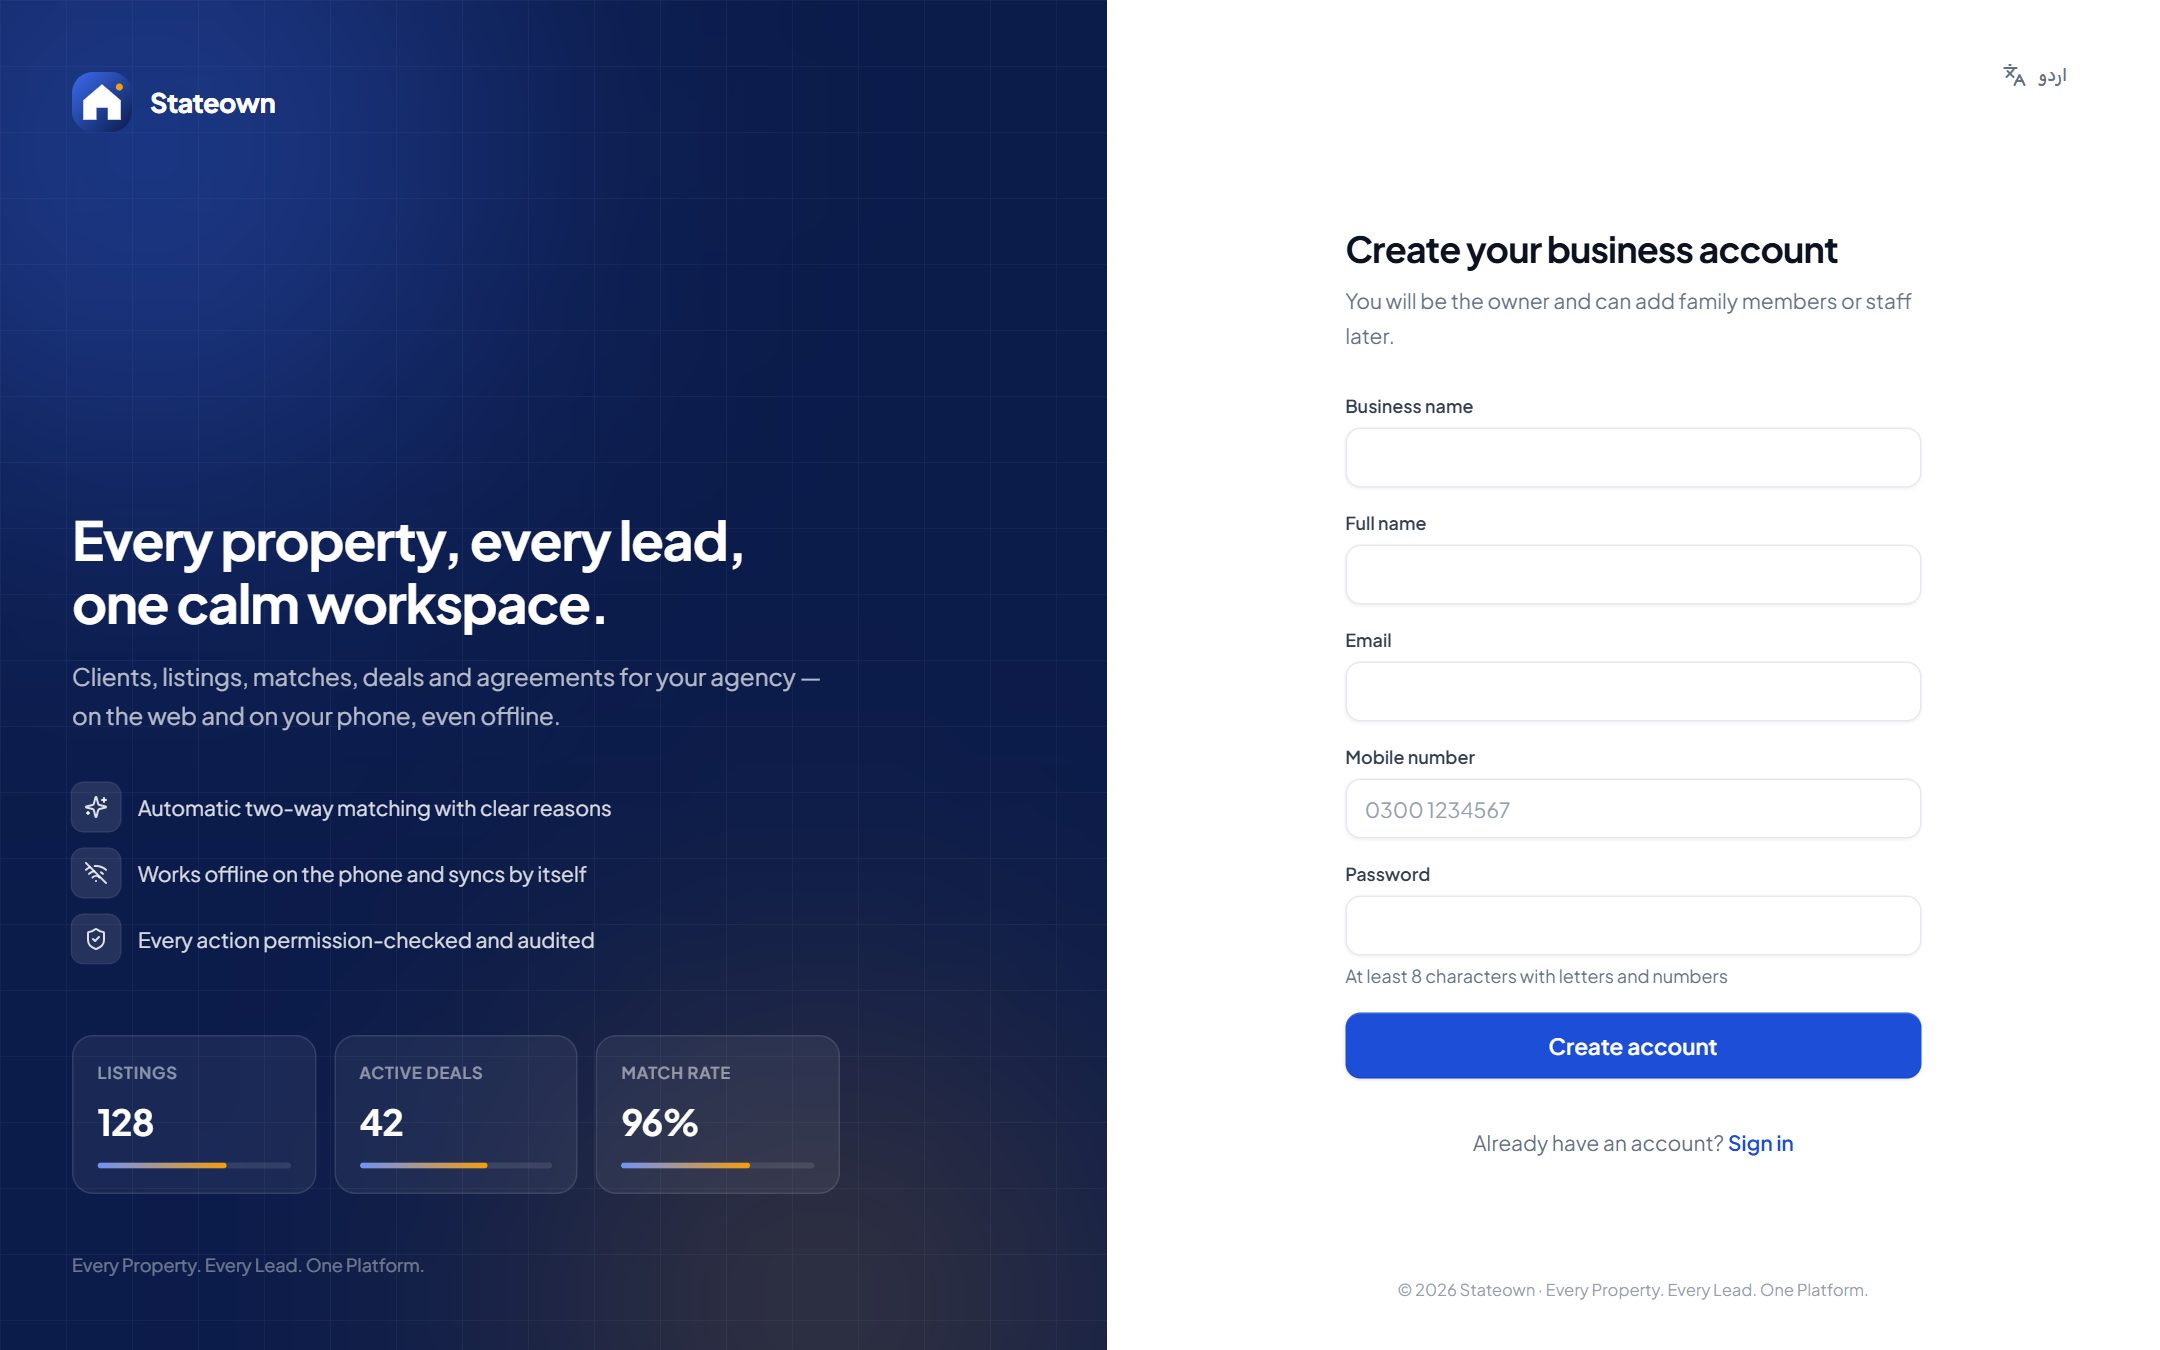 Stateown
Every property, every lead,
one calm workspace.
Clients, listings, matches, deals and agreements for your agency —
on the web and on your phone, even offline.
Automatic two-way matching with clear reasons
Works offline on the phone and syncs by itself
Every action permission-checked and audited
LISTINGS
128
ACTIVE DEALS
42
MATCH RATE
96%
Every Property. Every Lead. One Platform.
اردو
Create your business account
You will be the owner and can add family members or staff
later.
Business name
Full name
Email
Mobile number
0300 1234567
Password
At least 8 characters with letters and numbers
Create account
Already have an account? Sign in
© 2026 Stateown · Every Property. Every Lead. One Platform.